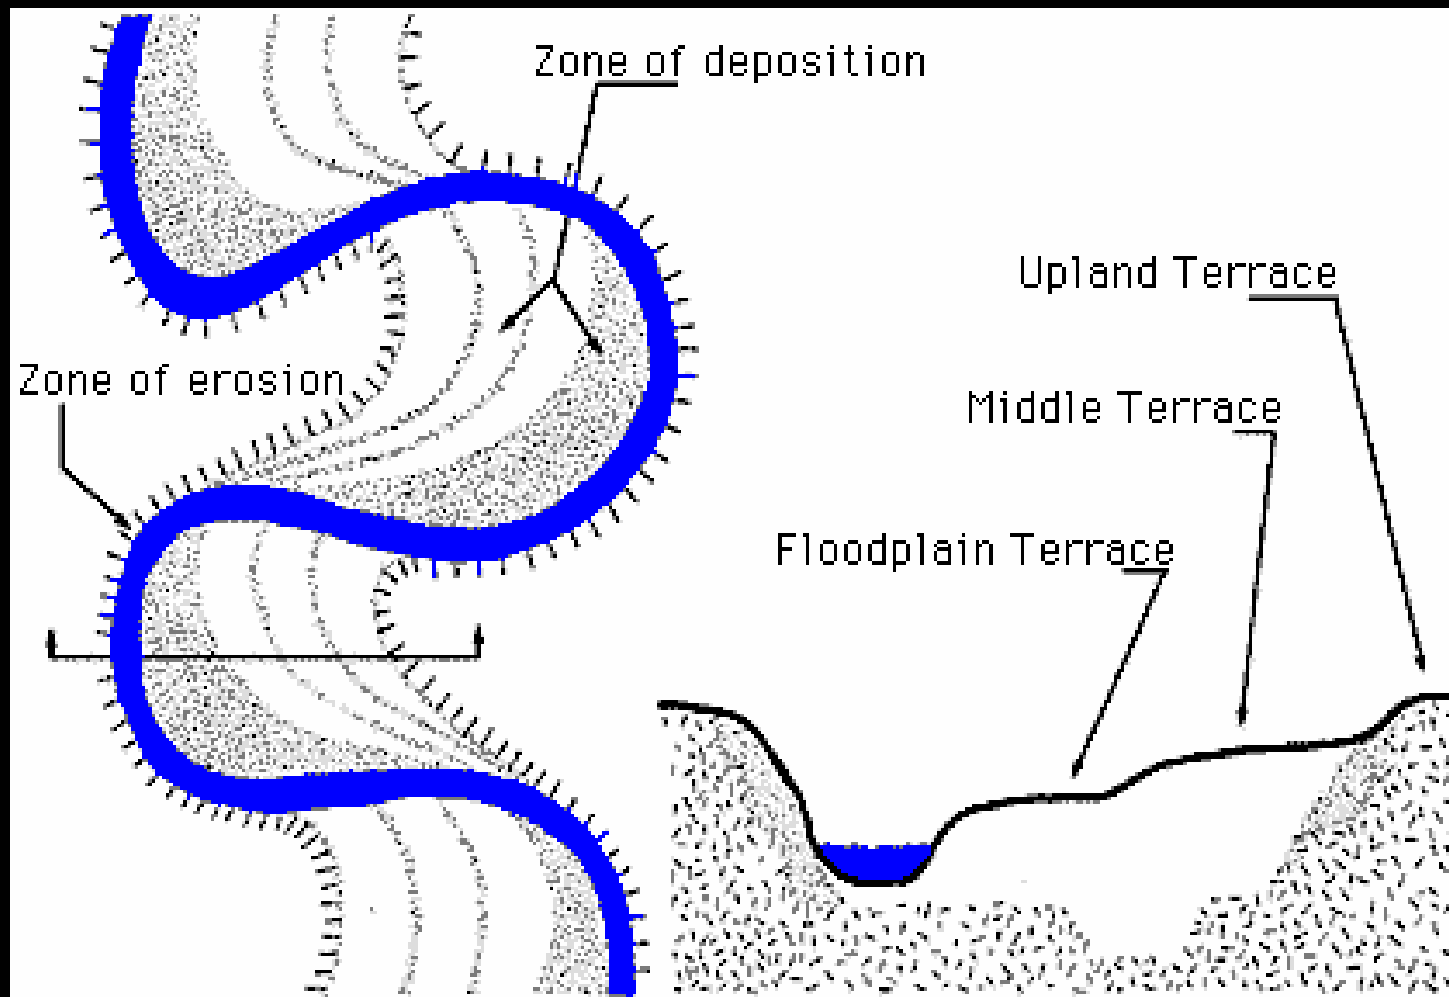 Zone of deposition
Upland Terrace
Zone of erosion
Middle Terrace
Floodplain Terrace